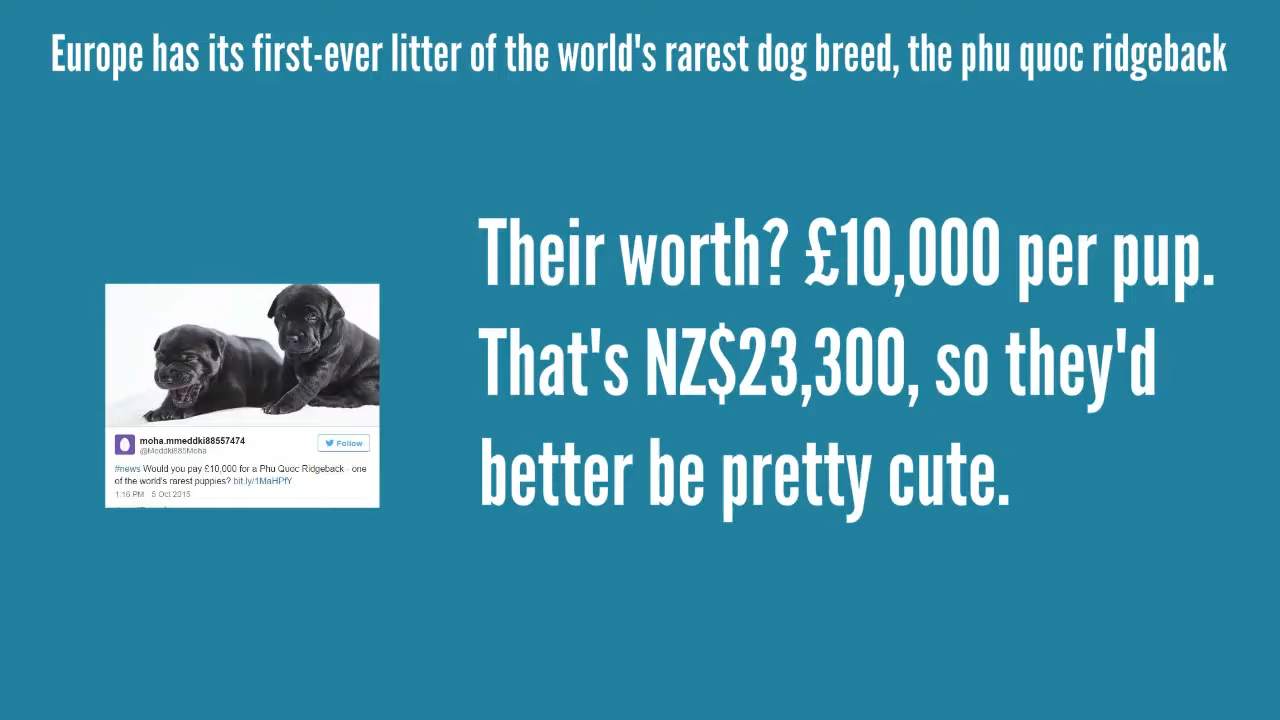 Europe has its first-ever litter of the world's rarest dog breed, the phu quoc ridgeback
Their worth? £10,000 per pup.
That's NZ$23,300, so they'd
better be pretty cute.
moha.mmeddki88557474
Follow
@Meddki885Moha
#news Would you pay £10,000 for a Phu Quoc Ridgeback - one
of the world's rarest puppies? bit.ly/1MaHPfY
1:16 PM 5 Oct 2015